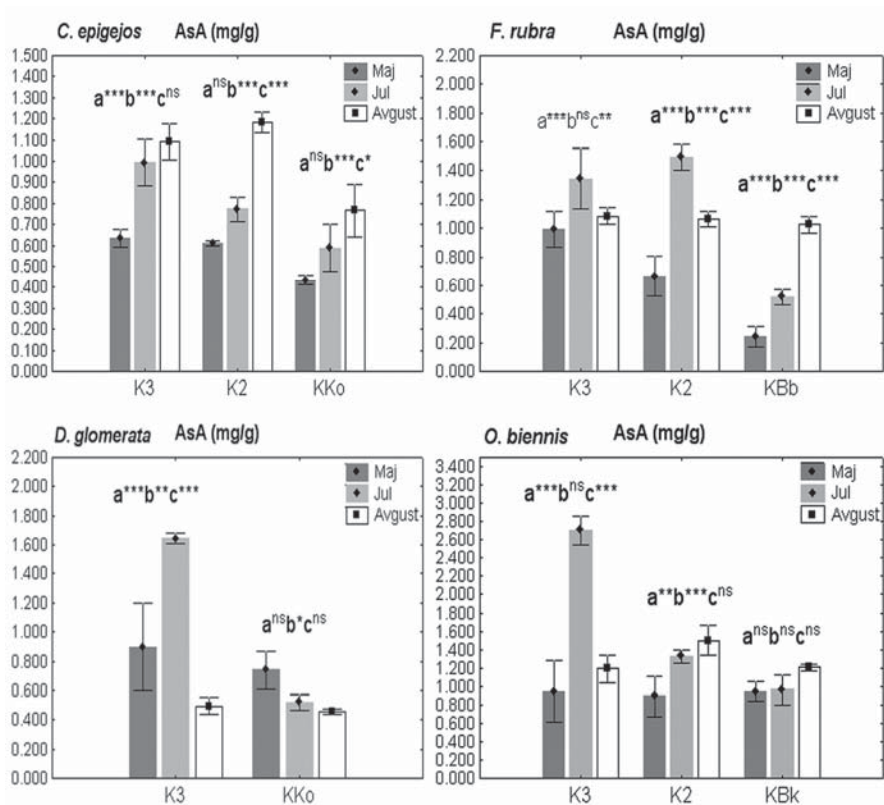 C. epigejos AsA (mg/g)
1.500
1.400
1.300
1.200
1.100
1.000
0.900
0.800
0.700
0.600
0.500
0.400
0.300
0.200
0.100
0.000
Maj
Jul
Avgust
a***b***c^ns
a^nsb***c***
a^nsb***c*
K3 K2 KKo
F. rubra AsA (mg/g)
2.200
2.000
1.800
1.600
1.400
1.200
1.000
0.800
0.600
0.400
0.200
0.000
Maj
Jul
Avgust
a***b^nsc**
a***b***c***
a***b***c***
K3 K2 KBb
D. glomerata AsA (mg/g)
2.200
2.000
1.800
1.600
1.400
1.200
1.000
0.800
0.600
0.400
0.200
0.000
Maj
Jul
Avgust
a***b**c***
a^nsb*c^ns
K3 KKo
O. biennis AsA (mg/g)
3.400
3.200
3.000
2.800
2.600
2.400
2.200
2.000
1.800
1.600
1.400
1.200
1.000
0.800
0.600
0.400
0.200
0.000
Maj
Jul
Avgust
a***b^nsc***
a**b***c^ns
a^nsb^nsc^ns
K3 K2 KBk